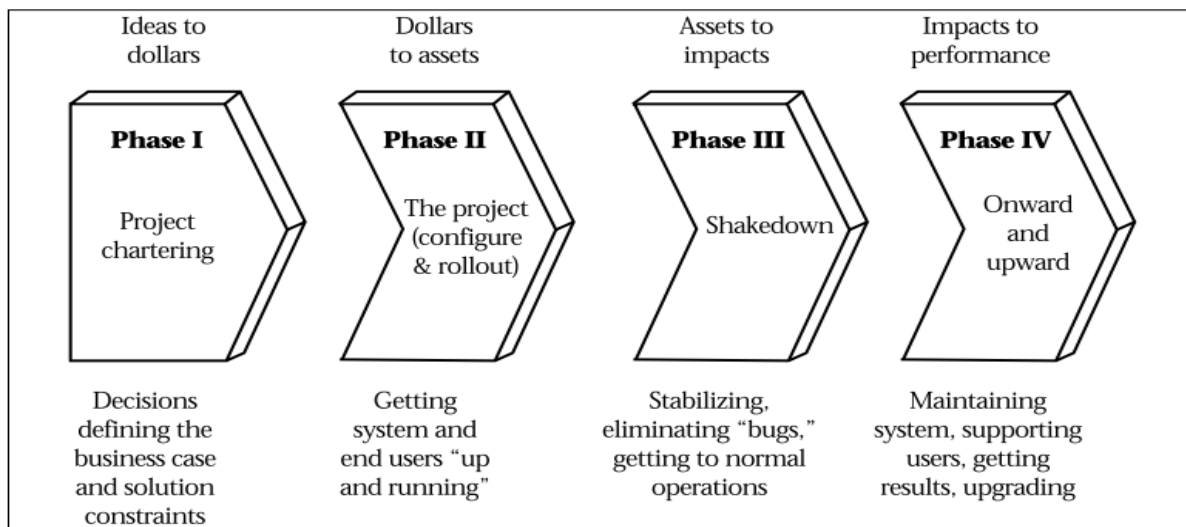 Ideas to
dollars
Dollars
to assets
Assets to
impacts
Impacts to
performance
Phase I
Project
chartering
Phase II
The project
(configure
& rollout)
Phase III
Shakedown
Phase IV
Onward
and
upward
Decisions
defining the
business case
and solution
constraints
Getting
system and
end users “up
and running”
Stabilizing,
eliminating “bugs,”
getting to normal
operations
Maintaining
system, supporting
users, getting
results, upgrading